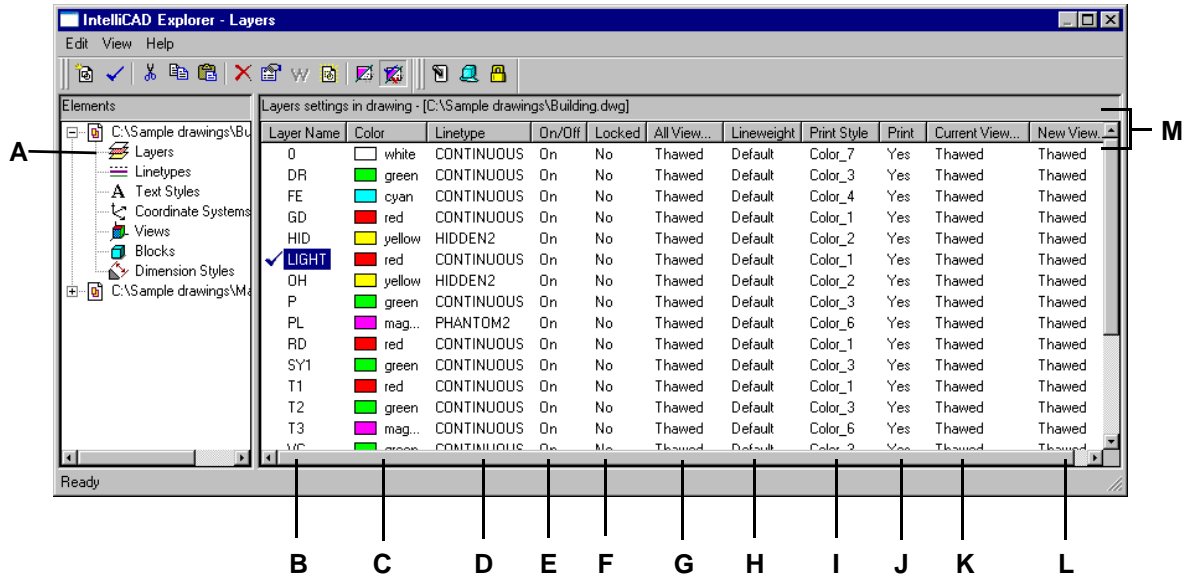 IntelliCAD Explorer - Layers
Edit View Help
Elements
Layers settings in drawing - [C:\Sample drawings\Building.dwg]
M
C:\Sample drawings\Bu
Layer Name Color Linetype On/Off Locked All View... Lineweight Print Style Print Current View... New View...
A
Layers
0 white CONTINUOUS On No Thawed Default Color_7 Yes Thawed Thawed
Linetypes
DR green CONTINUOUS On No Thawed Default Color_3 Yes Thawed Thawed
Text Styles
FE cyan CONTINUOUS On No Thawed Default Color_4 Yes Thawed Thawed
Coordinate Systems
GD red CONTINUOUS On No Thawed Default Color_1 Yes Thawed Thawed
Views
HID yellow HIDDEN2 On No Thawed Default Color_2 Yes Thawed Thawed
Blocks
LIGHT red CONTINUOUS On No Thawed Default Color_1 Yes Thawed Thawed
Dimension Styles
OH yellow HIDDEN2 On No Thawed Default Color_2 Yes Thawed Thawed
C:\Sample drawings\Ma
P green CONTINUOUS On No Thawed Default Color_3 Yes Thawed Thawed
PL mag... PHANTOM2 On No Thawed Default Color_6 Yes Thawed Thawed
RD red CONTINUOUS On No Thawed Default Color_1 Yes Thawed Thawed
SY1 green CONTINUOUS On No Thawed Default Color_3 Yes Thawed Thawed
T1 red CONTINUOUS On No Thawed Default Color_1 Yes Thawed Thawed
T2 green CONTINUOUS On No Thawed Default Color_3 Yes Thawed Thawed
T3 mag... CONTINUOUS On No Thawed Default Color_6 Yes Thawed Thawed
green CONTINUOUS On No Thawed Default Color_3 Yes Thawed Thawed
Ready
B C D E F G H I J K L